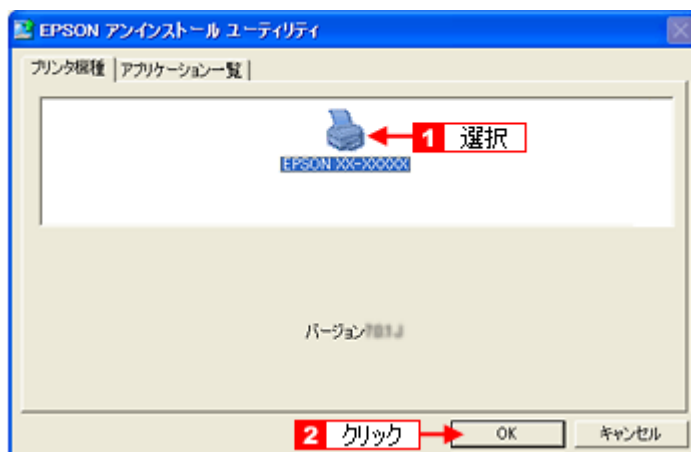 EPSON アンインストール ユーティリティ
プリンタ機種 アプリケーション一覧
1 選択
EPSON XX-XXXXX
バージョン
2 クリック OK キャンセル